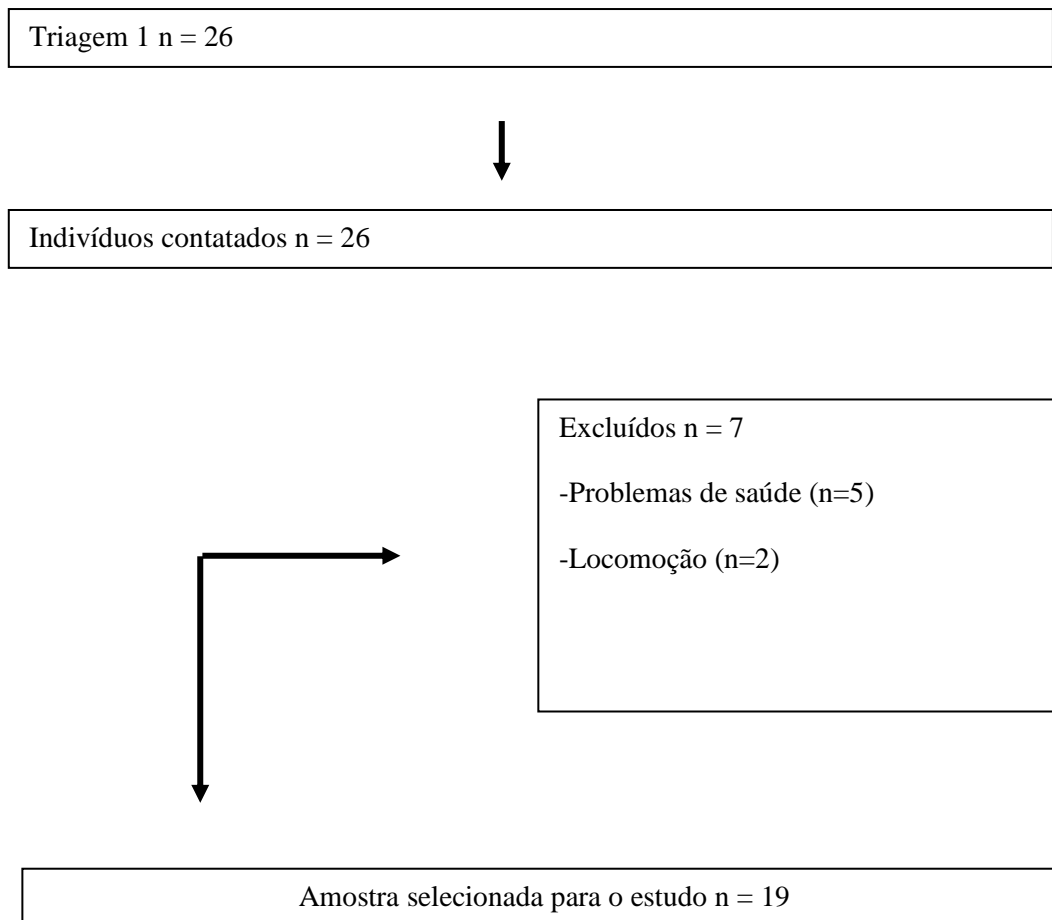 Triagem 1 n = 26
Indivíduos contatados n = 26
Excluídos n = 7
-Problemas de saúde (n=5)
-Locomoção (n=2)
Amostra selecionada para o estudo n = 19